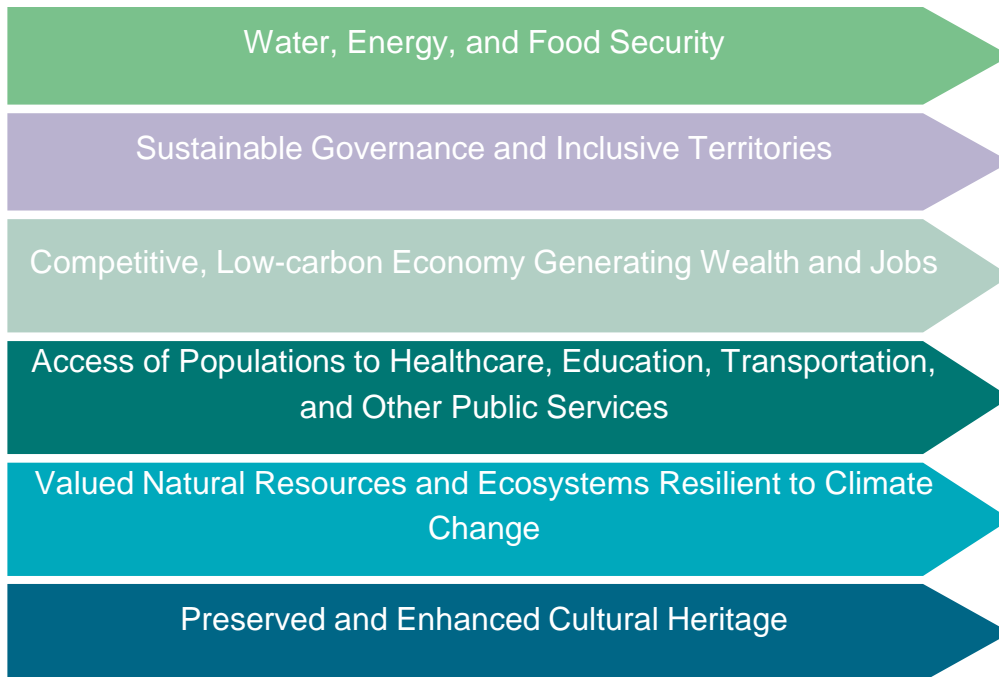 Water, Energy, and Food Security
Sustainable Governance and Inclusive Territories
Competitive, Low-carbon Economy Generating Wealth and Jobs
Access of Populations to Healthcare, Education, Transportation,
and Other Public Services
Valued Natural Resources and Ecosystems Resilient to Climate
Change
Preserved and Enhanced Cultural Heritage